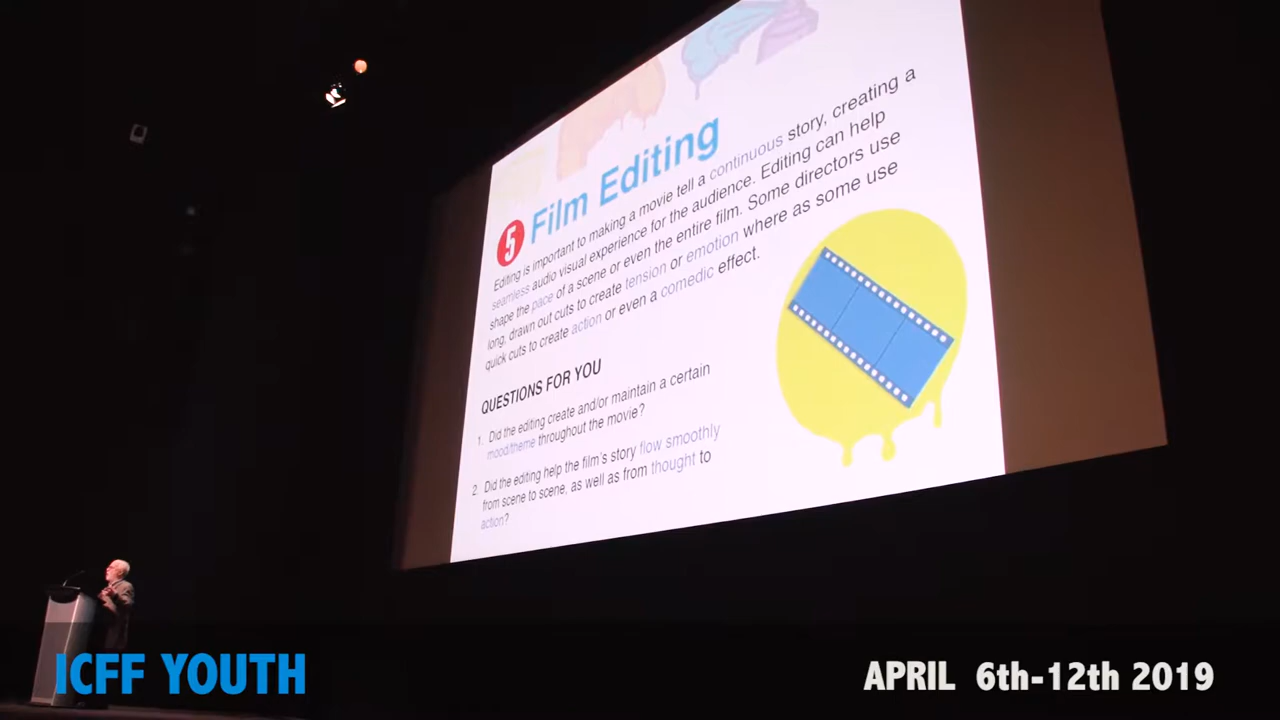 5 Film Editing
Editing is important to making a movie tell a continuous story, creating a
seamless audio visual experience for the audience. Editing can help
shape the pace of a scene or even the entire film. Some directors use
long, drawn out cuts to create tension or emotion where as some use
quick cuts to create action or even a comedic effect.
QUESTIONS FOR YOU
1. Did the editing create and/or maintain a certain
mood/theme throughout the movie?
2. Did the editing help the film's story flow smoothly
from scene to scene, as well as from thought to
action?
ICFF YOUTH
APRIL 6th-12th 2019